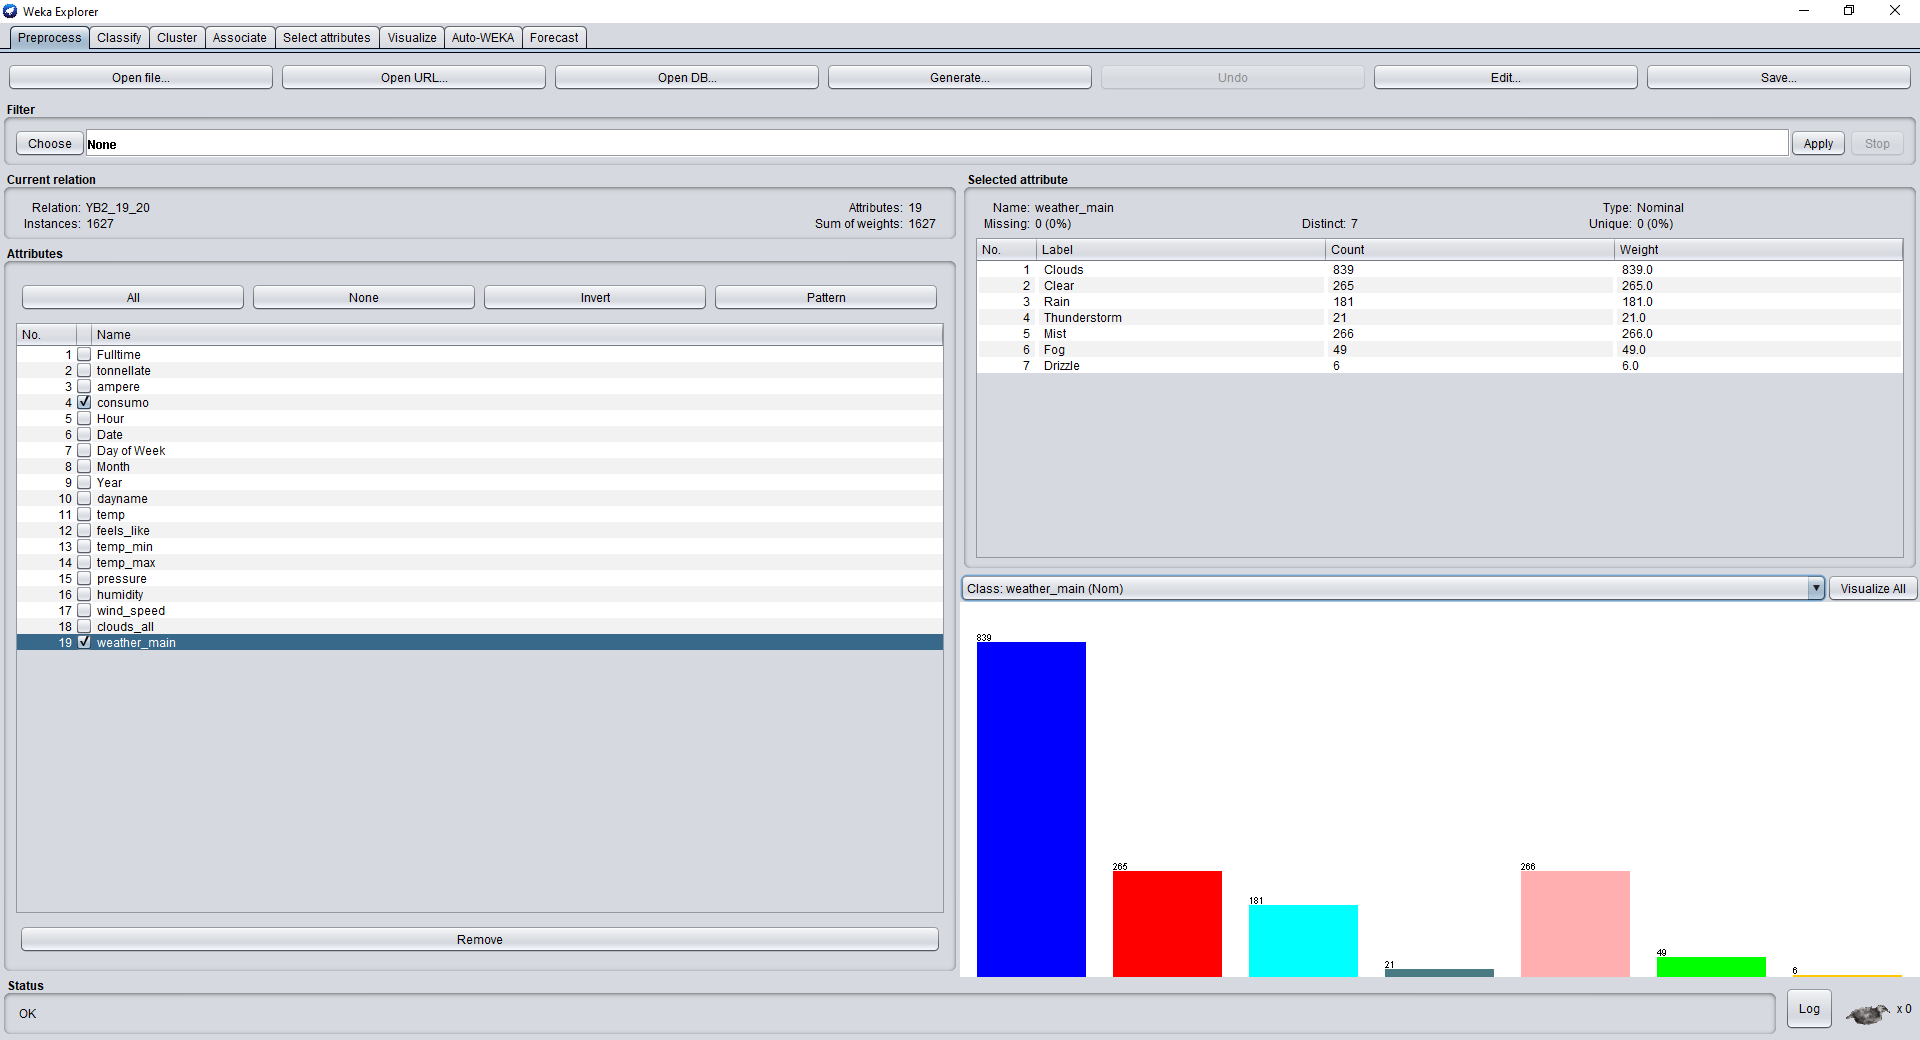 Weka Explorer
Preprocess Classify Cluster Associate Select attributes Visualize Auto-WEKA Forecast
Open file... Open URL... Open DB... Generate... Undo Edit... Save...
Filter
Choose None Apply Stop
Current relation
Relation: YB2_19_20 Attributes: 19
Instances: 1627 Sum of weights: 1627
Attributes
All None Invert Pattern
No. Name
1 Fulltime
2 tonnellate
3 ampere
4 consumo
5 Hour
6 Date
7 Day of Week
8 Month
9 Year
10 dayname
11 temp
12 feels_like
13 temp_min
14 temp_max
15 pressure
16 humidity
17 wind_speed
18 clouds_all
19 weather_main
Remove
Selected attribute
Name: weather_main Type: Nominal
Missing: 0 (0%) Distinct: 7 Unique: 0 (0%)
No. Label Count Weight
1 Clouds 839 839.0
2 Clear 265 265.0
3 Rain 181 181.0
4 Thunderstorm 21 21.0
5 Mist 266 266.0
6 Fog 49 49.0
7 Drizzle 6 6.0
Class: weather_main (Nom) Visualize All
839
265
181
21
266
49
6
Status
OK
Log x 0